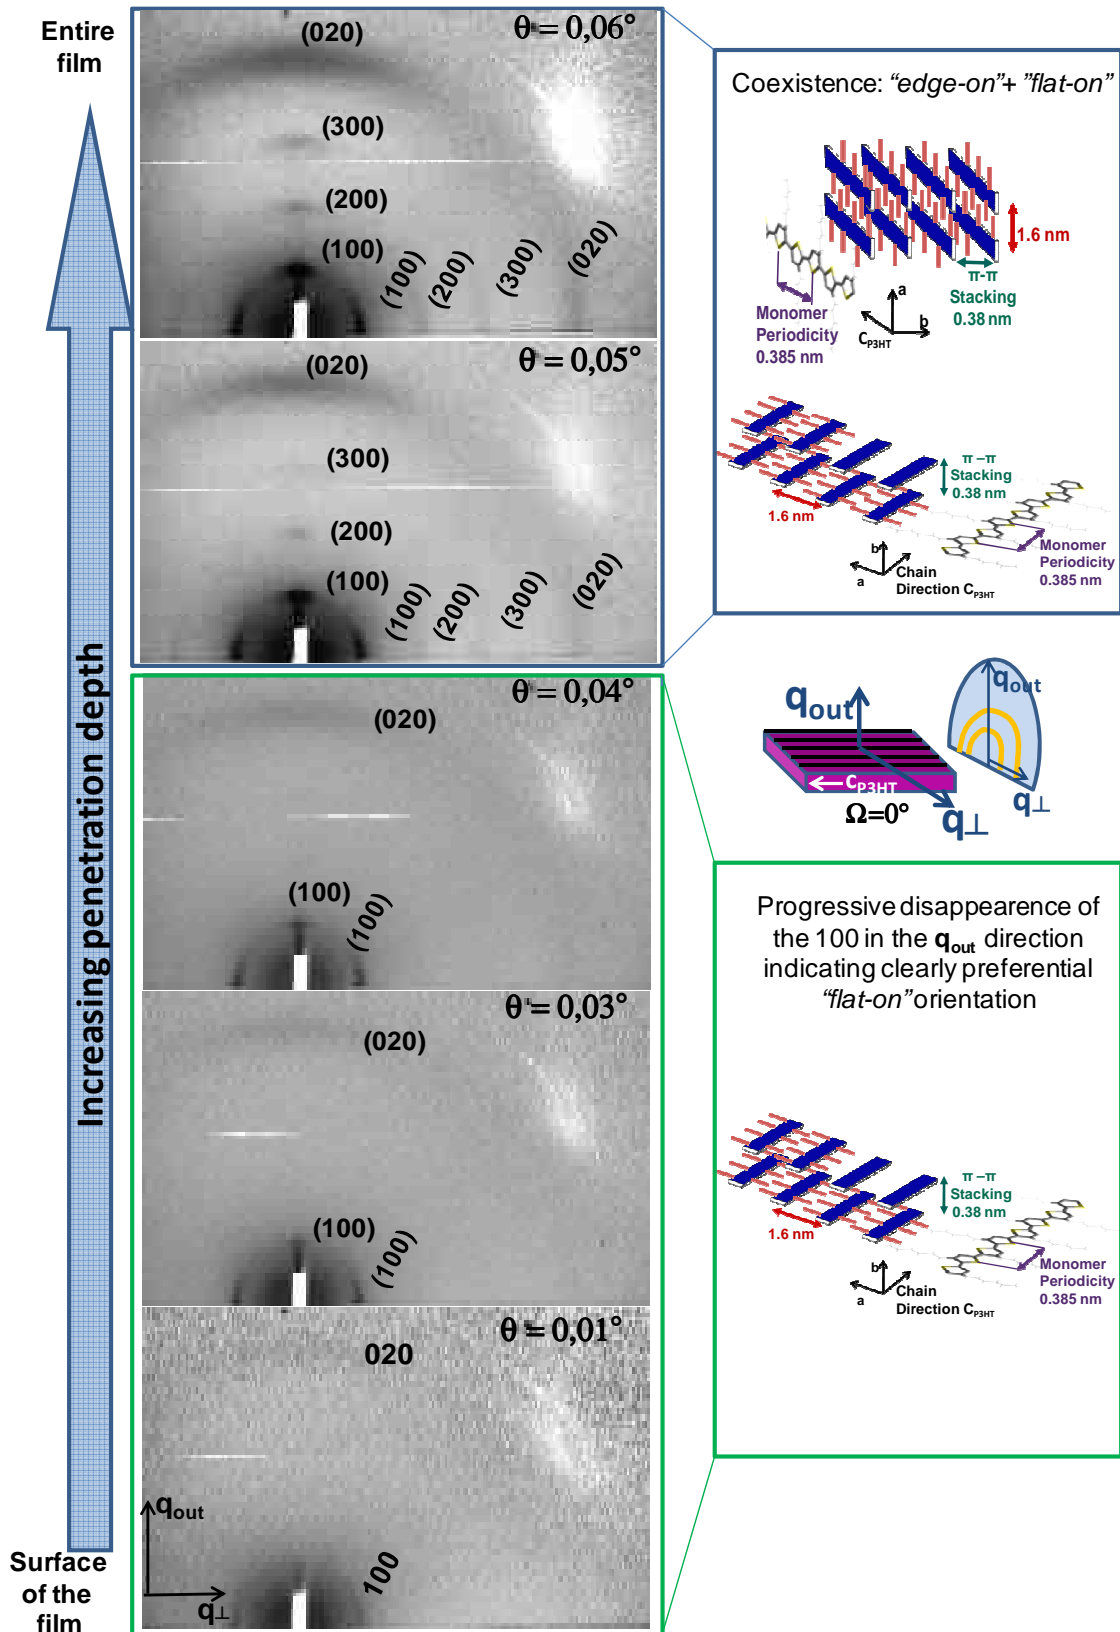 Entire
film
Increasing penetration depth
Surface
of the
film
θ = 0,06°
(020)
(300)
(200)
(100)
(100)
(200)
(300)
(020)
θ = 0,05°
(020)
(300)
(200)
(100)
(100)
(200)
(300)
(020)
θ = 0,04°
(020)
(100)
(100)
θ = 0,03°
(020)
(100)
(100)
θ = 0,01°
020
100
qout
q⊥
Coexistence: “edge-on”+ ”flat-on”
1.6 nm
π-π
Stacking
0.38 nm
Monomer
Periodicity
0.385 nm
a
b
CP3HT
π –π
Stacking
0.38 nm
1.6 nm
Monomer
Periodicity
0.385 nm
b
a
Chain
Direction CP3HT
qout
qout
CP3HT
Ω=0°
q⊥
q⊥
Progressive disappearence of
the 100 in the qout direction
indicating clearly preferential
“flat-on” orientation
π –π
Stacking
0.38 nm
1.6 nm
Monomer
Periodicity
0.385 nm
b
a
Chain
Direction CP3HT